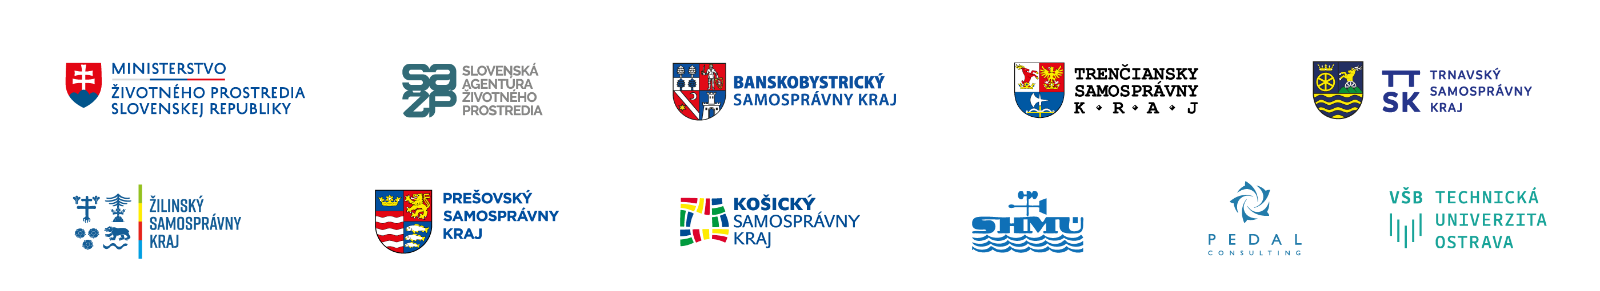 MINISTERSTVO
ŽIVOTNÉHO PROSTREDIA
SLOVENSKEJ REPUBLIKY
saŽP
SLOVENSKÁ
AGENTÚRA
ŽIVOTNÉHO
PROSTREDIA
BANSKOBYSTRICKÝ
SAMOSPRÁVNY KRAJ
TRENČIANSKY
SAMOSPRÁVNY
K • R • A • J
TT
SK
TRNAVSKÝ
SAMOSPRÁVNY
KRAJ
ŽILINSKÝ
SAMOSPRÁVNY
KRAJ
PREŠOVSKÝ
SAMOSPRÁVNY
KRAJ
KOŠICKÝ
SAMOSPRÁVNY
KRAJ
SHMÚ
PEDAL
CONSULTING
VŠB TECHNICKÁ
UNIVERZITA
OSTRAVA